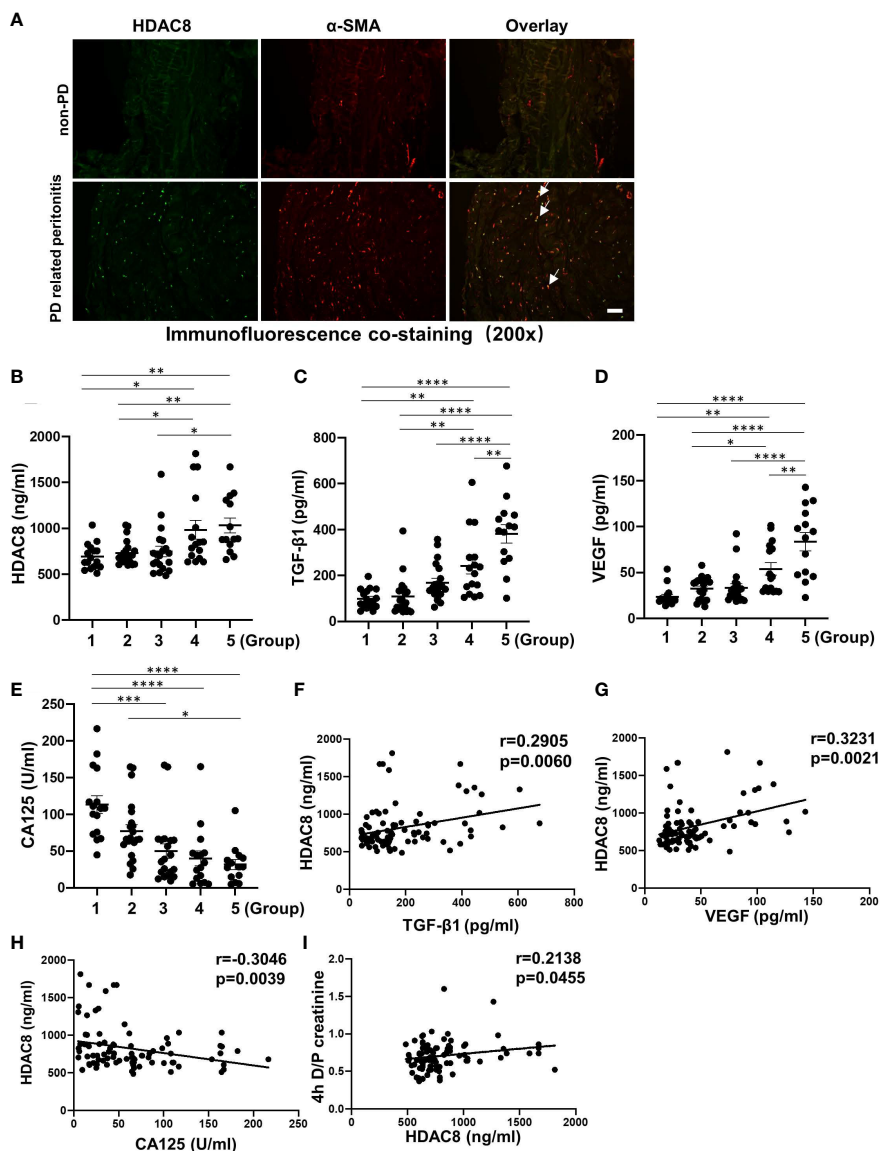 A
HDAC8 α-SMA Overlay
non-PD
PD related peritonitis
Immunofluorescence co-staining (200x)
B
**
*
**
*
*
HDAC8 (ng/ml)
2000
1500
1000
500
0
1 2 3 4 5 (Group)
C
****
**
****
**
****
**
TGF-β1 (pg/ml)
800
600
400
200
0
1 2 3 4 5 (Group)
D
****
**
****
*
****
**
VEGF (pg/ml)
200
150
100
50
0
1 2 3 4 5 (Group)
E
****
****
***
*
CA125 (U/ml)
250
200
150
100
50
0
1 2 3 4 5 (Group)
F
r=0.2905
p=0.0060
HDAC8 (ng/ml)
2000
1500
1000
500
0
0 200 400 600 800
TGF-β1 (pg/ml)
G
r=0.3231
p=0.0021
HDAC8 (ng/ml)
2000
1500
1000
500
0
0 50 100 150 200
VEGF (pg/ml)
H
r=-0.3046
p=0.0039
HDAC8 (ng/ml)
2000
1500
1000
500
0
0 50 100 150 200 250
CA125 (U/ml)
I
r=0.2138
p=0.0455
4h D/P creatinine
2.0
1.5
1.0
0.5
0.0
0 500 1000 1500 2000
HDAC8 (ng/ml)